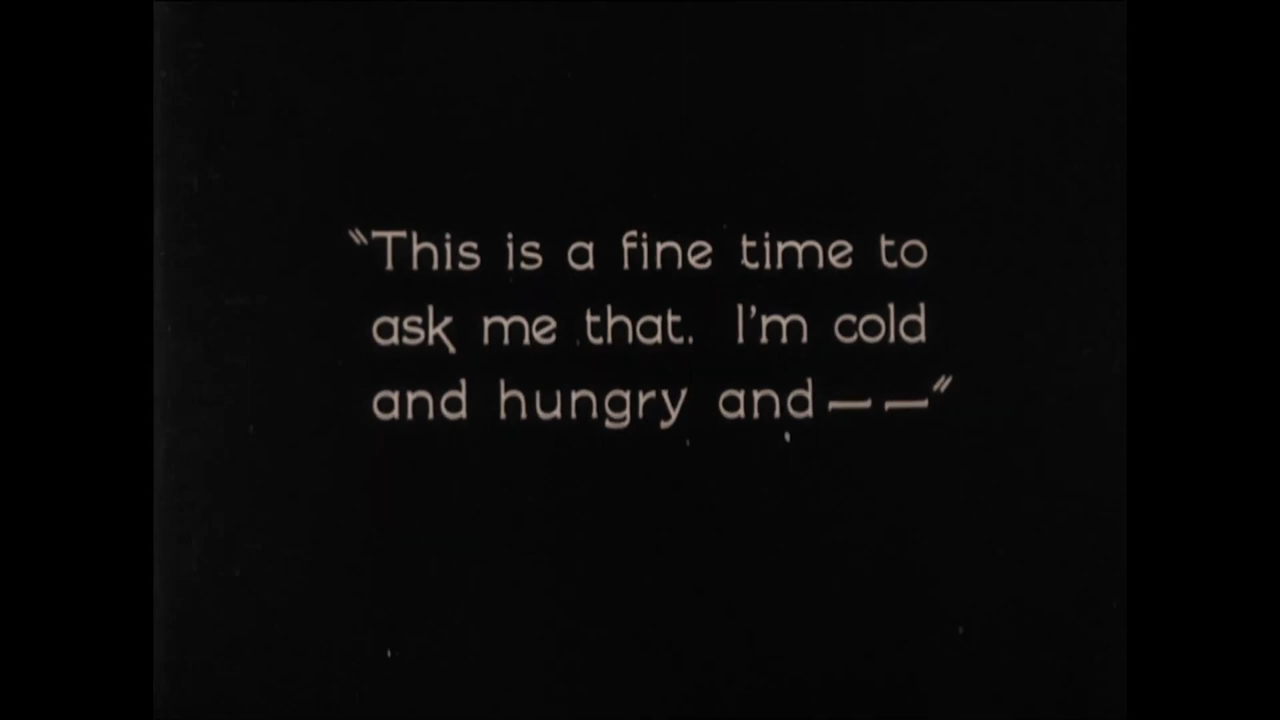 "This is a fine time to
ask me that. I'm cold
and hungry and — —"